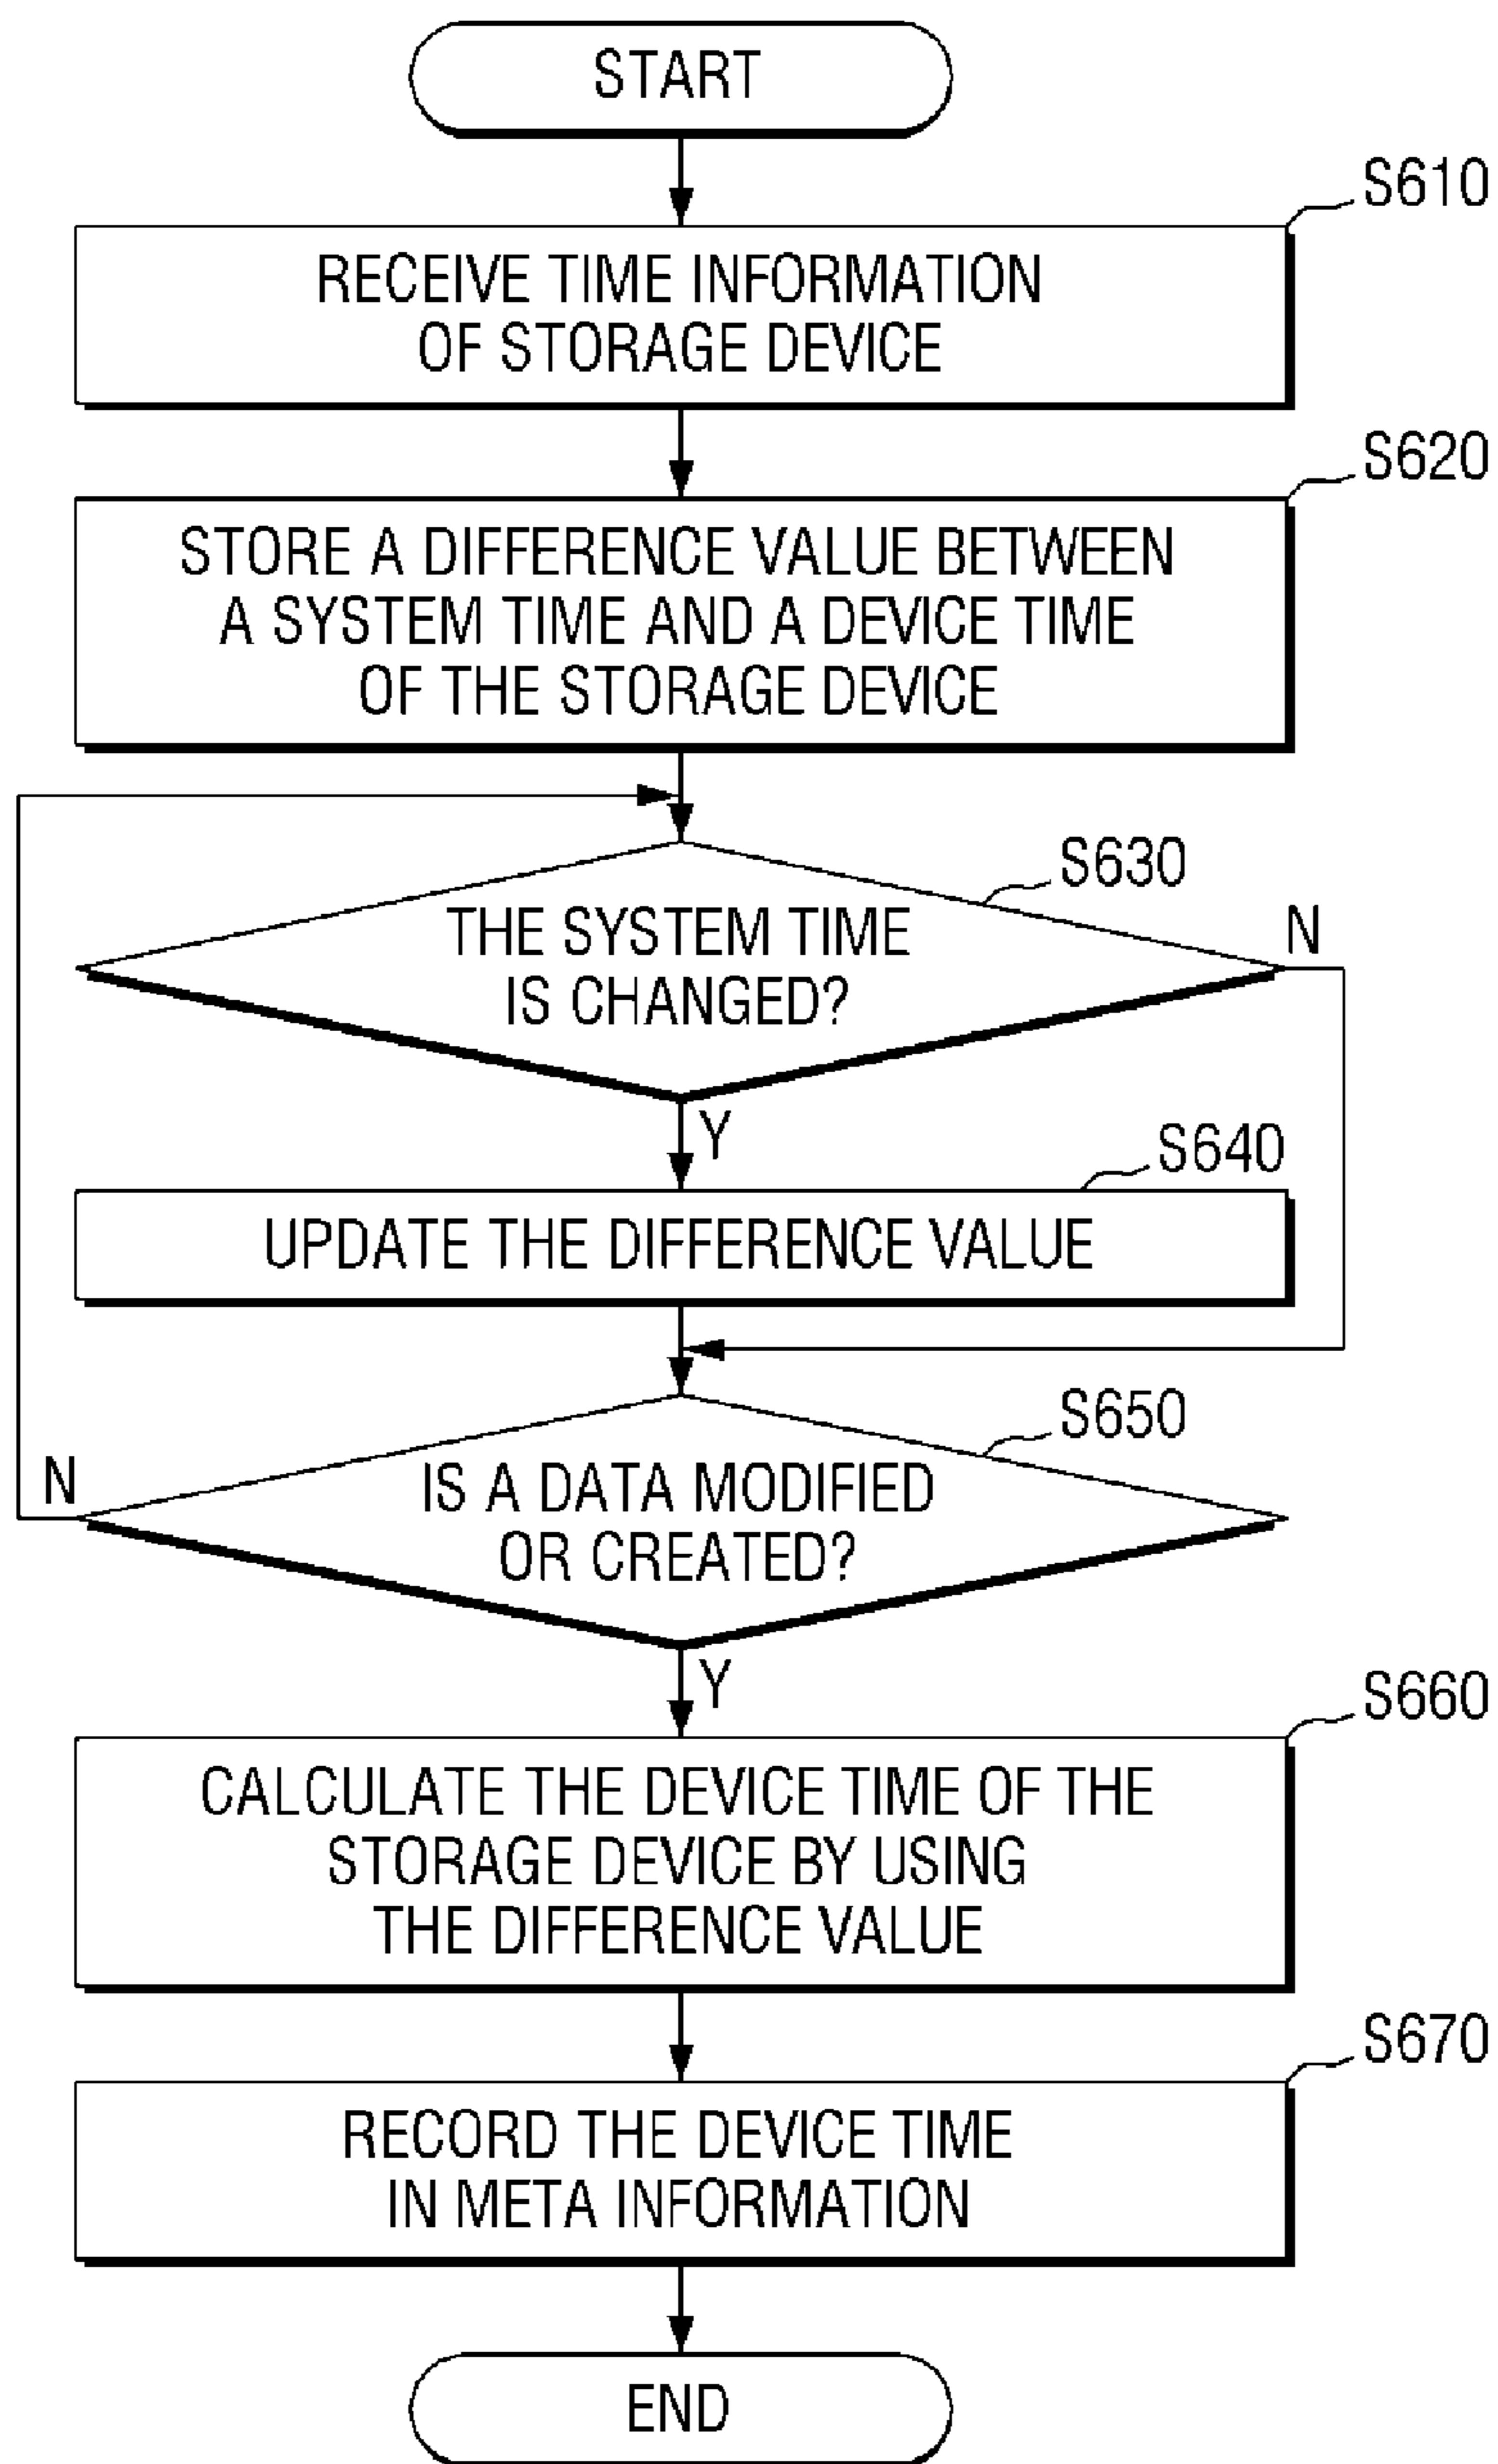 START
S610
RECEIVE TIME INFORMATION
OF STORAGE DEVICE
S620
STORE A DIFFERENCE VALUE BETWEEN
A SYSTEM TIME AND A DEVICE TIME
OF THE STORAGE DEVICE
S630
THE SYSTEM TIME
IS CHANGED?
N
Y
S640
UPDATE THE DIFFERENCE VALUE
S650
IS A DATA MODIFIED
OR CREATED?
N
Y
S660
CALCULATE THE DEVICE TIME OF THE
STORAGE DEVICE BY USING
THE DIFFERENCE VALUE
S670
RECORD THE DEVICE TIME
IN META INFORMATION
END